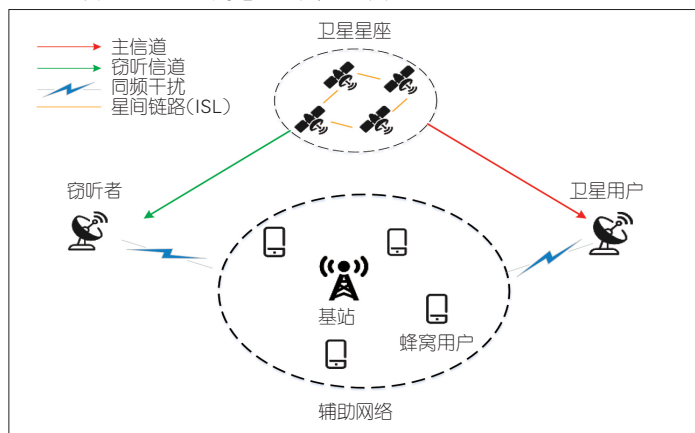 卫星星座
主信道
窃听信道
同频干扰
星间链路(ISL)
窃听者
卫星用户
基站
蜂窝用户
辅助网络